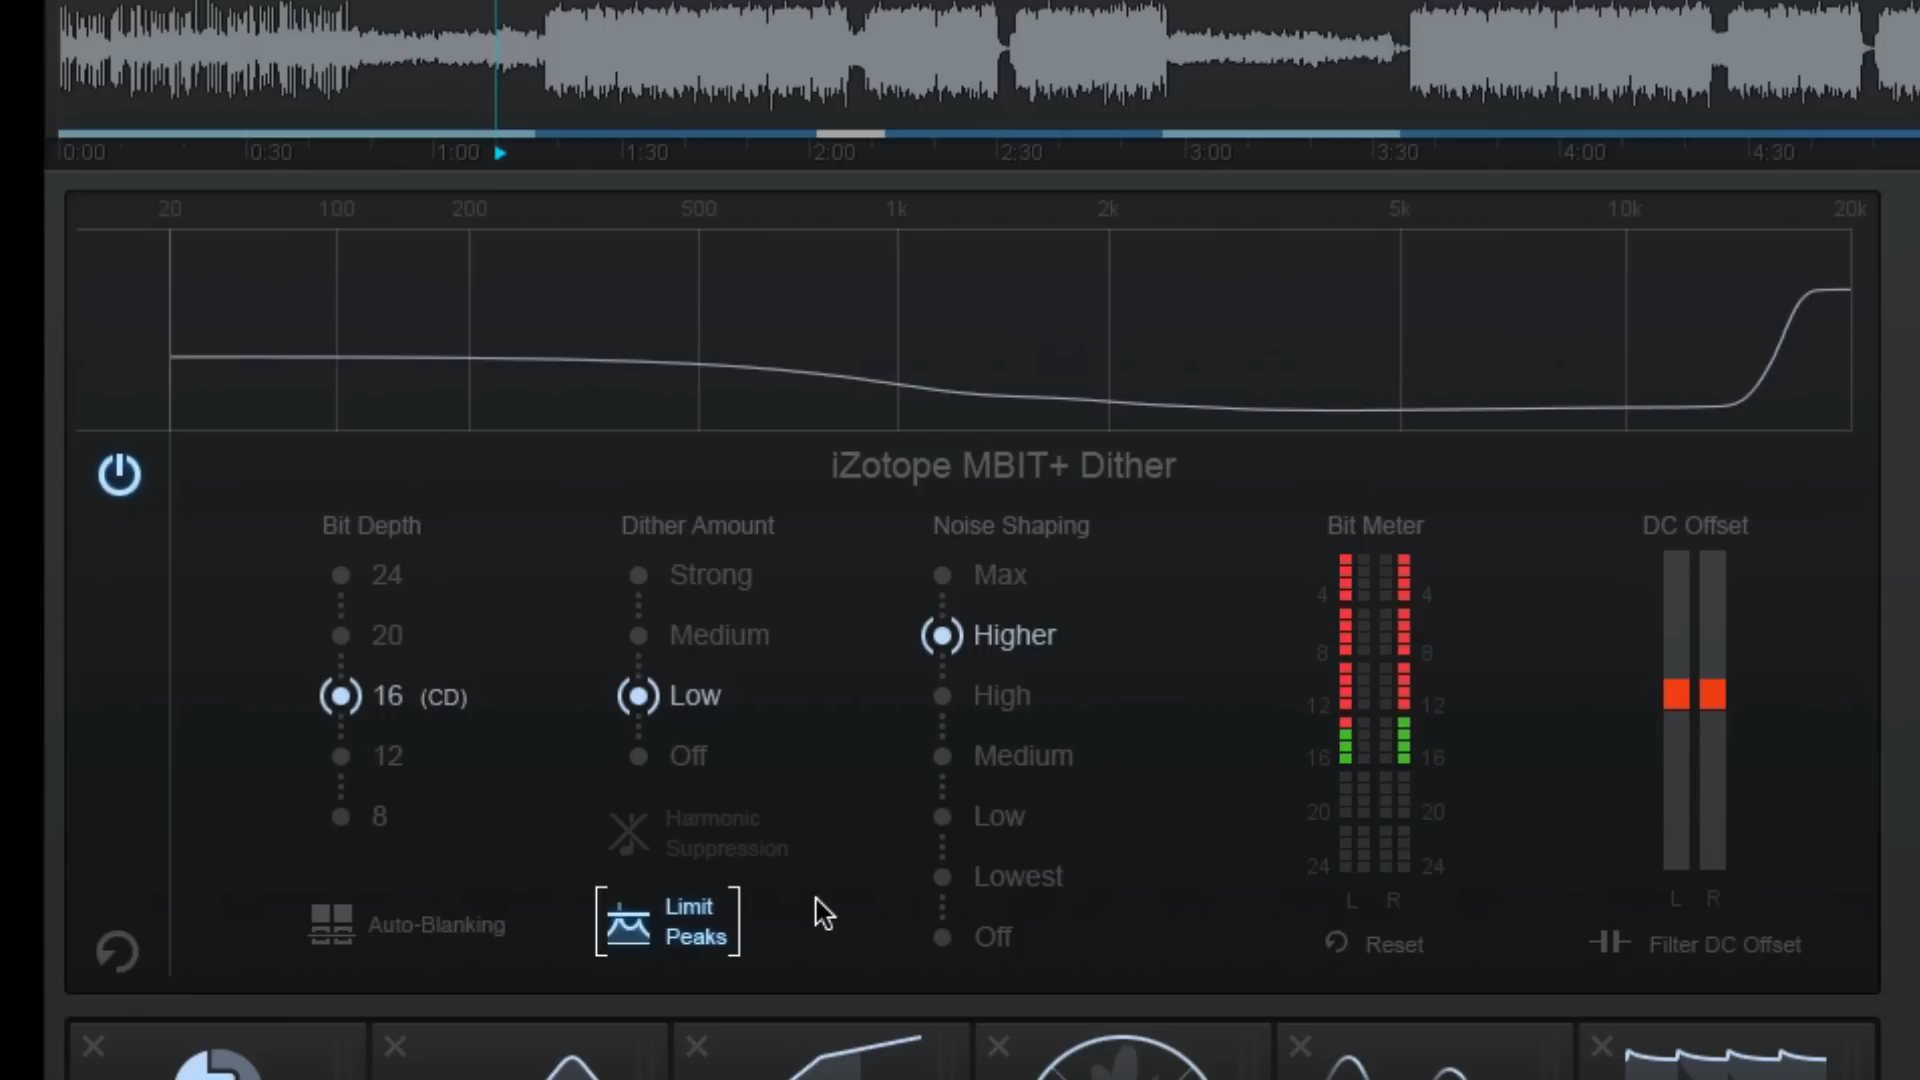 0:00 0:30 1:00 1:30 2:00 2:30 3:00 3:30 4:00 4:30
20 100 200 500 1k 2k 5k 10k 20k
iZotope MBIT+ Dither
Bit Depth
24
20
16 (CD)
12
8
Auto-Blanking
Dither Amount
Strong
Medium
Low
Off
Harmonic
Suppression
Limit
Peaks
Noise Shaping
Max
Higher
High
Medium
Low
Lowest
Off
Bit Meter
4 4
8 8
12 12
16 16
20 20
24 24
L R
Reset
DC Offset
L R
Filter DC Offset